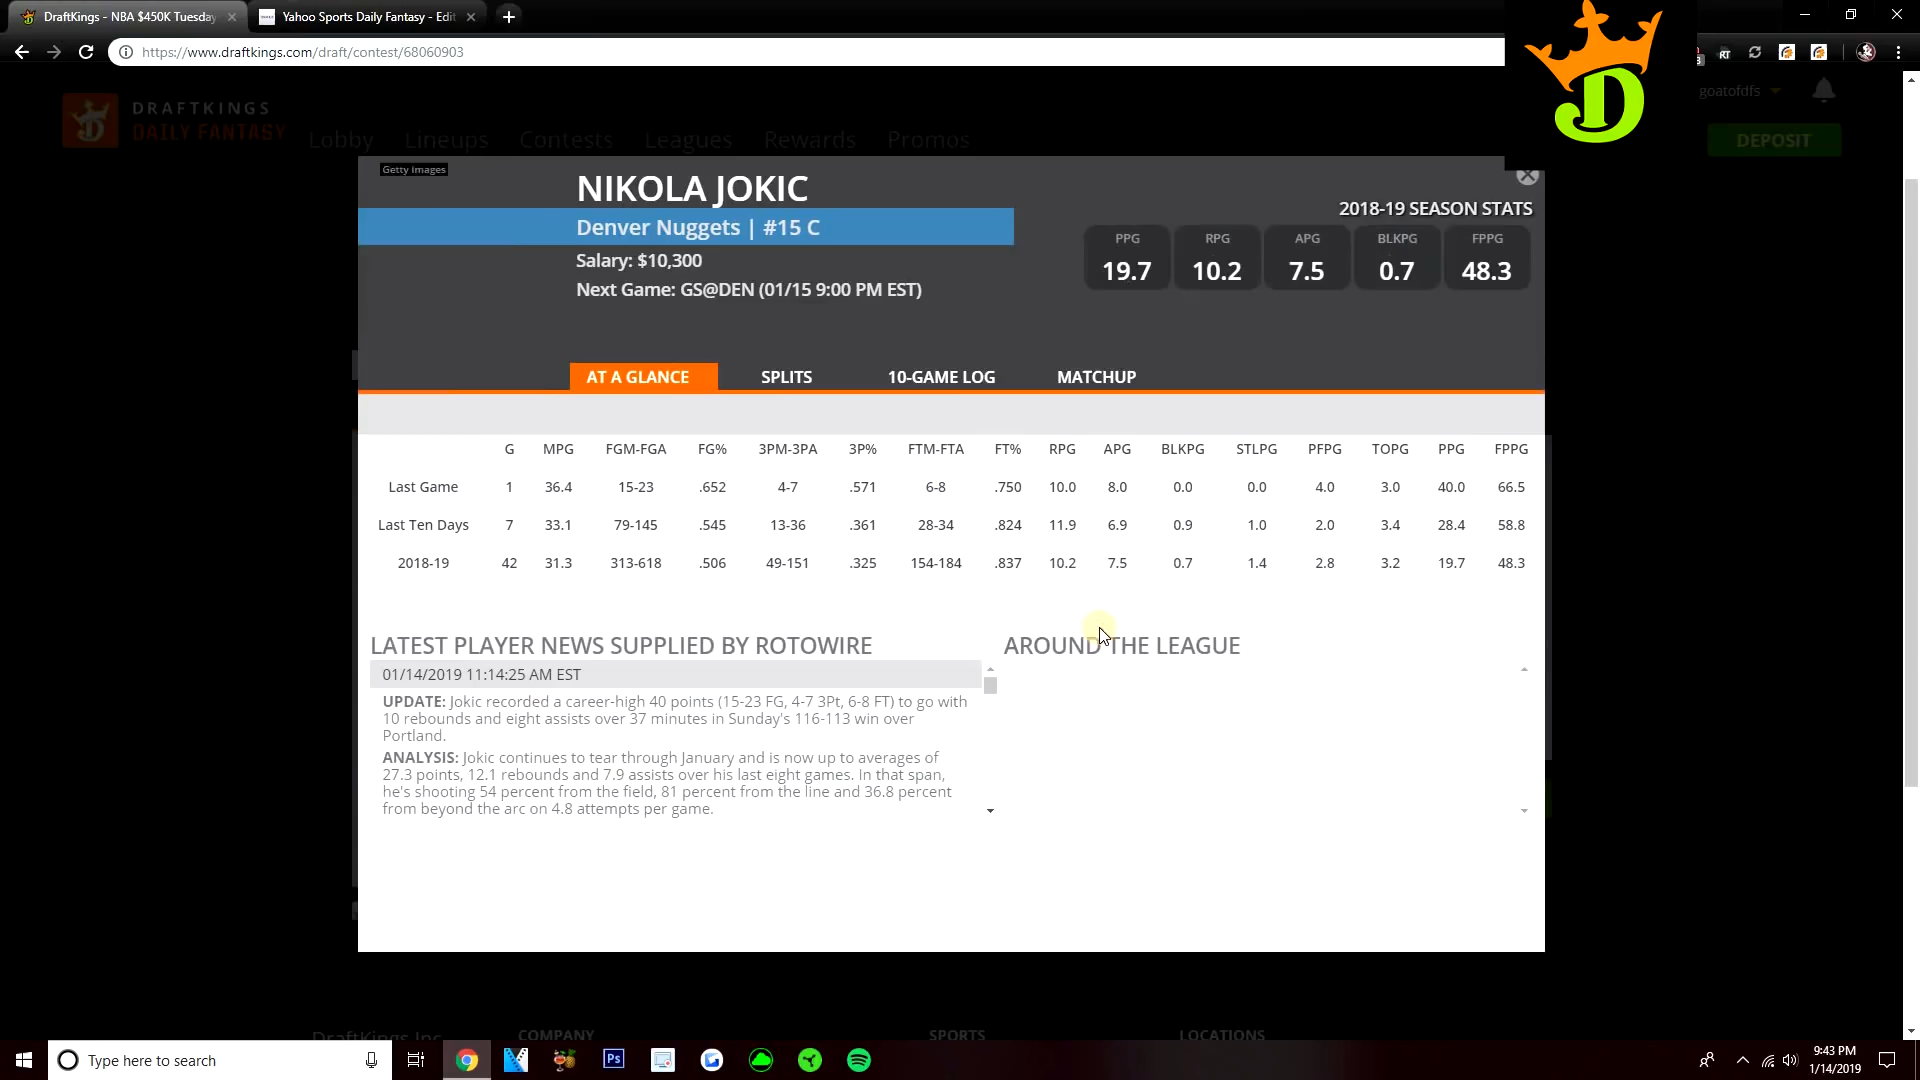 DraftKings - NBA $450K Tuesday
Yahoo Sports Daily Fantasy - Edit
https://www.draftkings.com/draft/contest/68060903
RT
goatofdfs
DRAFTKINGS
DAILY FANTASY
Lobby Lineups Contests Leagues Rewards Promos
DEPOSIT
D
Getty Images
NIKOLA JOKIC
Denver Nuggets | #15 C
Salary: $10,300
Next Game: GS@DEN (01/15 9:00 PM EST)
2018-19 SEASON STATS
PPG RPG APG BLKPG FPPG
19.7 10.2 7.5 0.7 48.3
AT A GLANCE SPLITS 10-GAME LOG MATCHUP
G MPG FGM-FGA FG% 3PM-3PA 3P% FTM-FTA FT% RPG APG BLKPG STLPG PFPG TOPG PPG FPPG
Last Game 1 36.4 15-23 .652 4-7 .571 6-8 .750 10.0 8.0 0.0 0.0 4.0 3.0 40.0 66.5
Last Ten Days 7 33.1 79-145 .545 13-36 .361 28-34 .824 11.9 6.9 0.9 1.0 2.0 3.4 28.4 58.8
2018-19 42 31.3 313-618 .506 49-151 .325 154-184 .837 10.2 7.5 0.7 1.4 2.8 3.2 19.7 48.3
LATEST PLAYER NEWS SUPPLIED BY ROTOWIRE
01/14/2019 11:14:25 AM EST
UPDATE: Jokic recorded a career-high 40 points (15-23 FG, 4-7 3Pt, 6-8 FT) to go with
10 rebounds and eight assists over 37 minutes in Sunday's 116-113 win over
Portland.
ANALYSIS: Jokic continues to tear through January and is now up to averages of
27.3 points, 12.1 rebounds and 7.9 assists over his last eight games. In that span,
he's shooting 54 percent from the field, 81 percent from the line and 36.8 percent
from beyond the arc on 4.8 attempts per game.
AROUND THE LEAGUE
DraftKings Inc
COMPANY
SPORTS
LOCATIONS
Type here to search
Ps
9:43 PM
1/14/2019